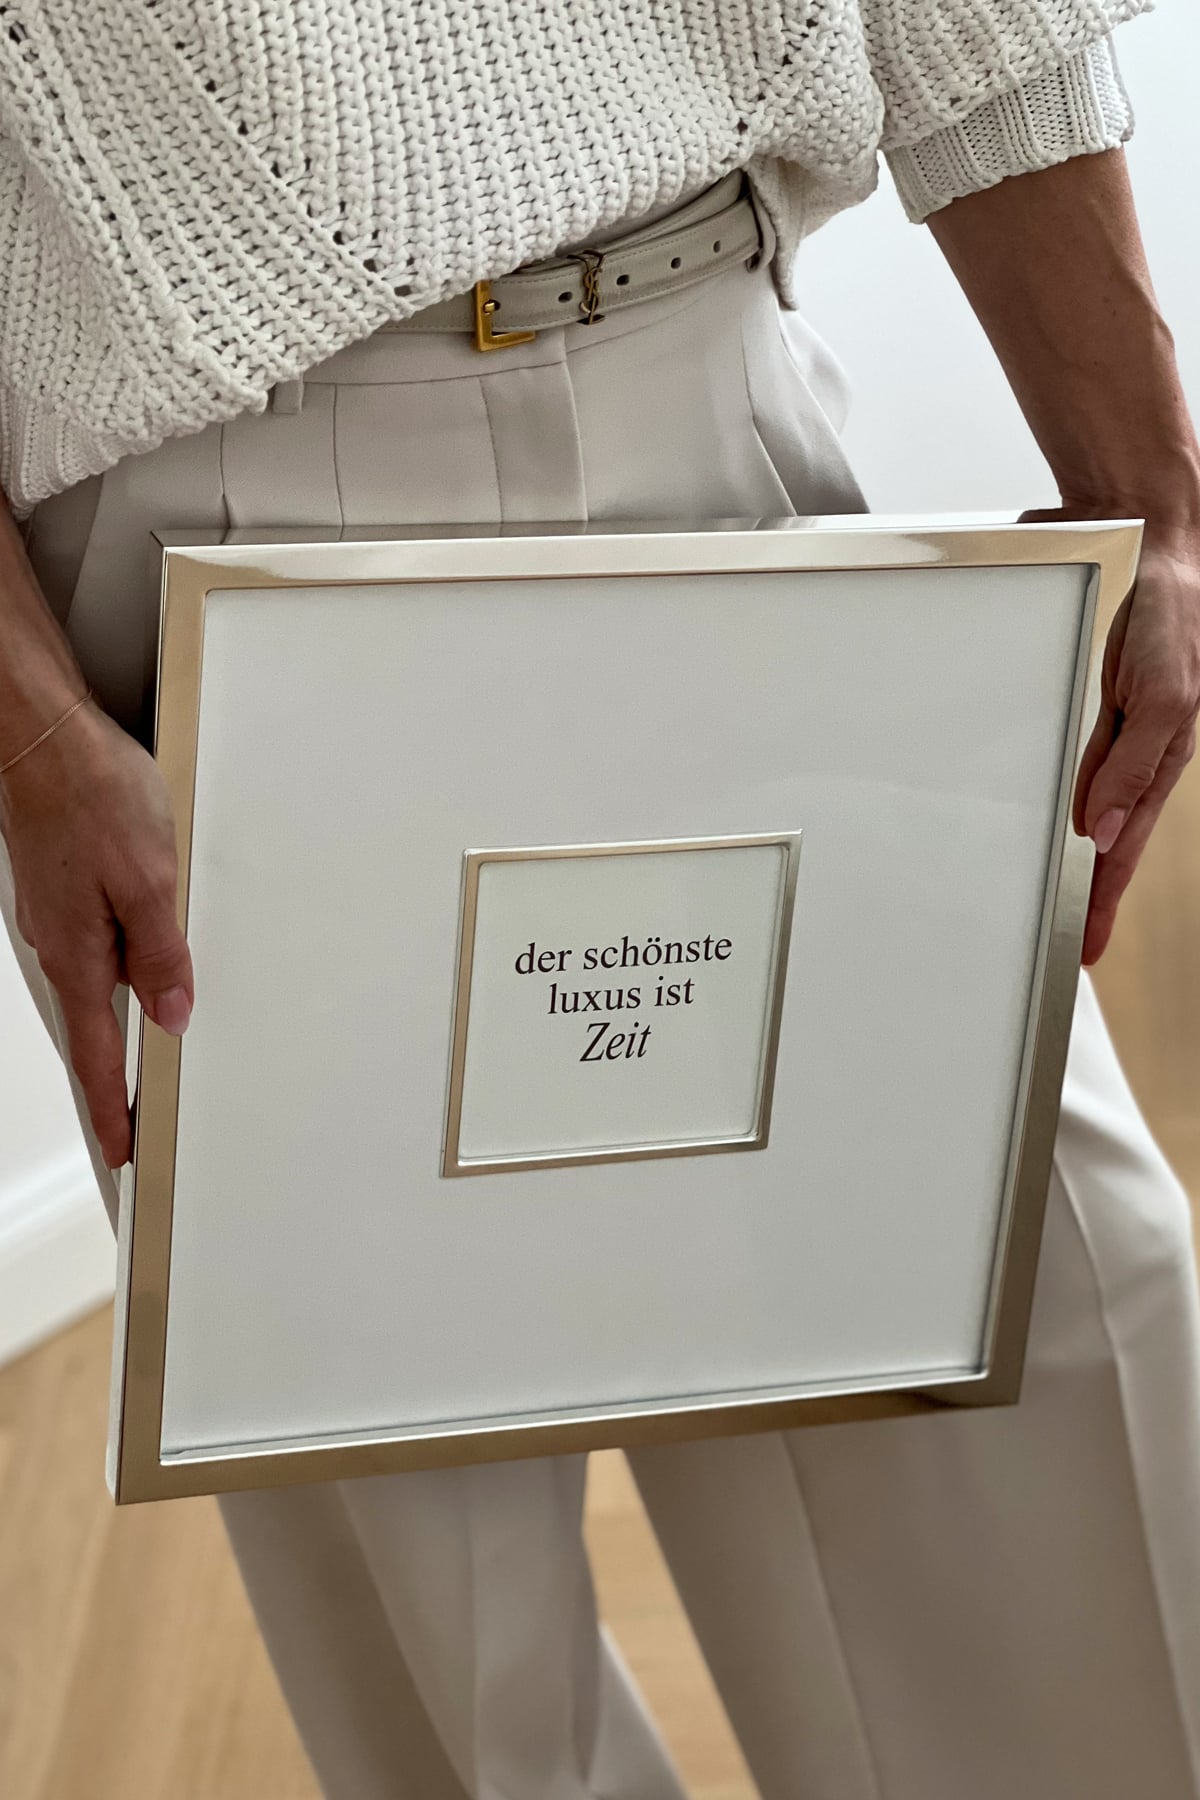 der schönste
luxus ist
Zeit